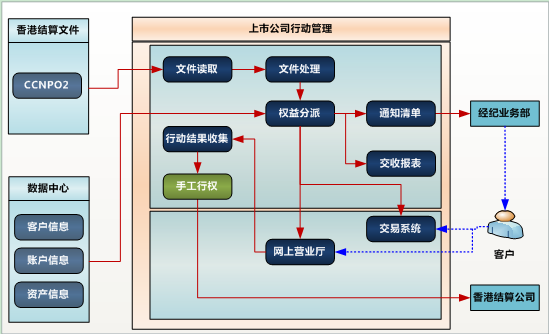 香港结算文件
CCNPO2
数据中心
客户信息
账户信息
资产信息
上市公司行动管理
文件读取
文件处理
权益分派
通知清单
行动结果收集
交收报表
手工行权
交易系统
网上营业厅
经纪业务部
客户
香港结算公司